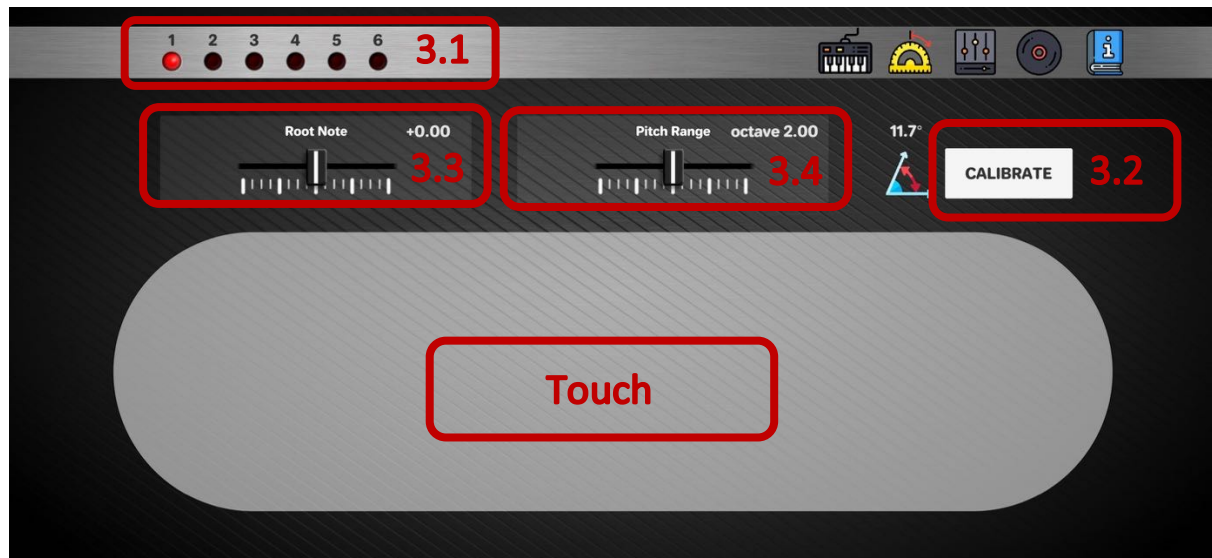 1 2 3 4 5 6 3.1
i
Root Note +0.00
3.3
Pitch Range octave 2.00
3.4
11.7°
CALIBRATE 3.2
Touch